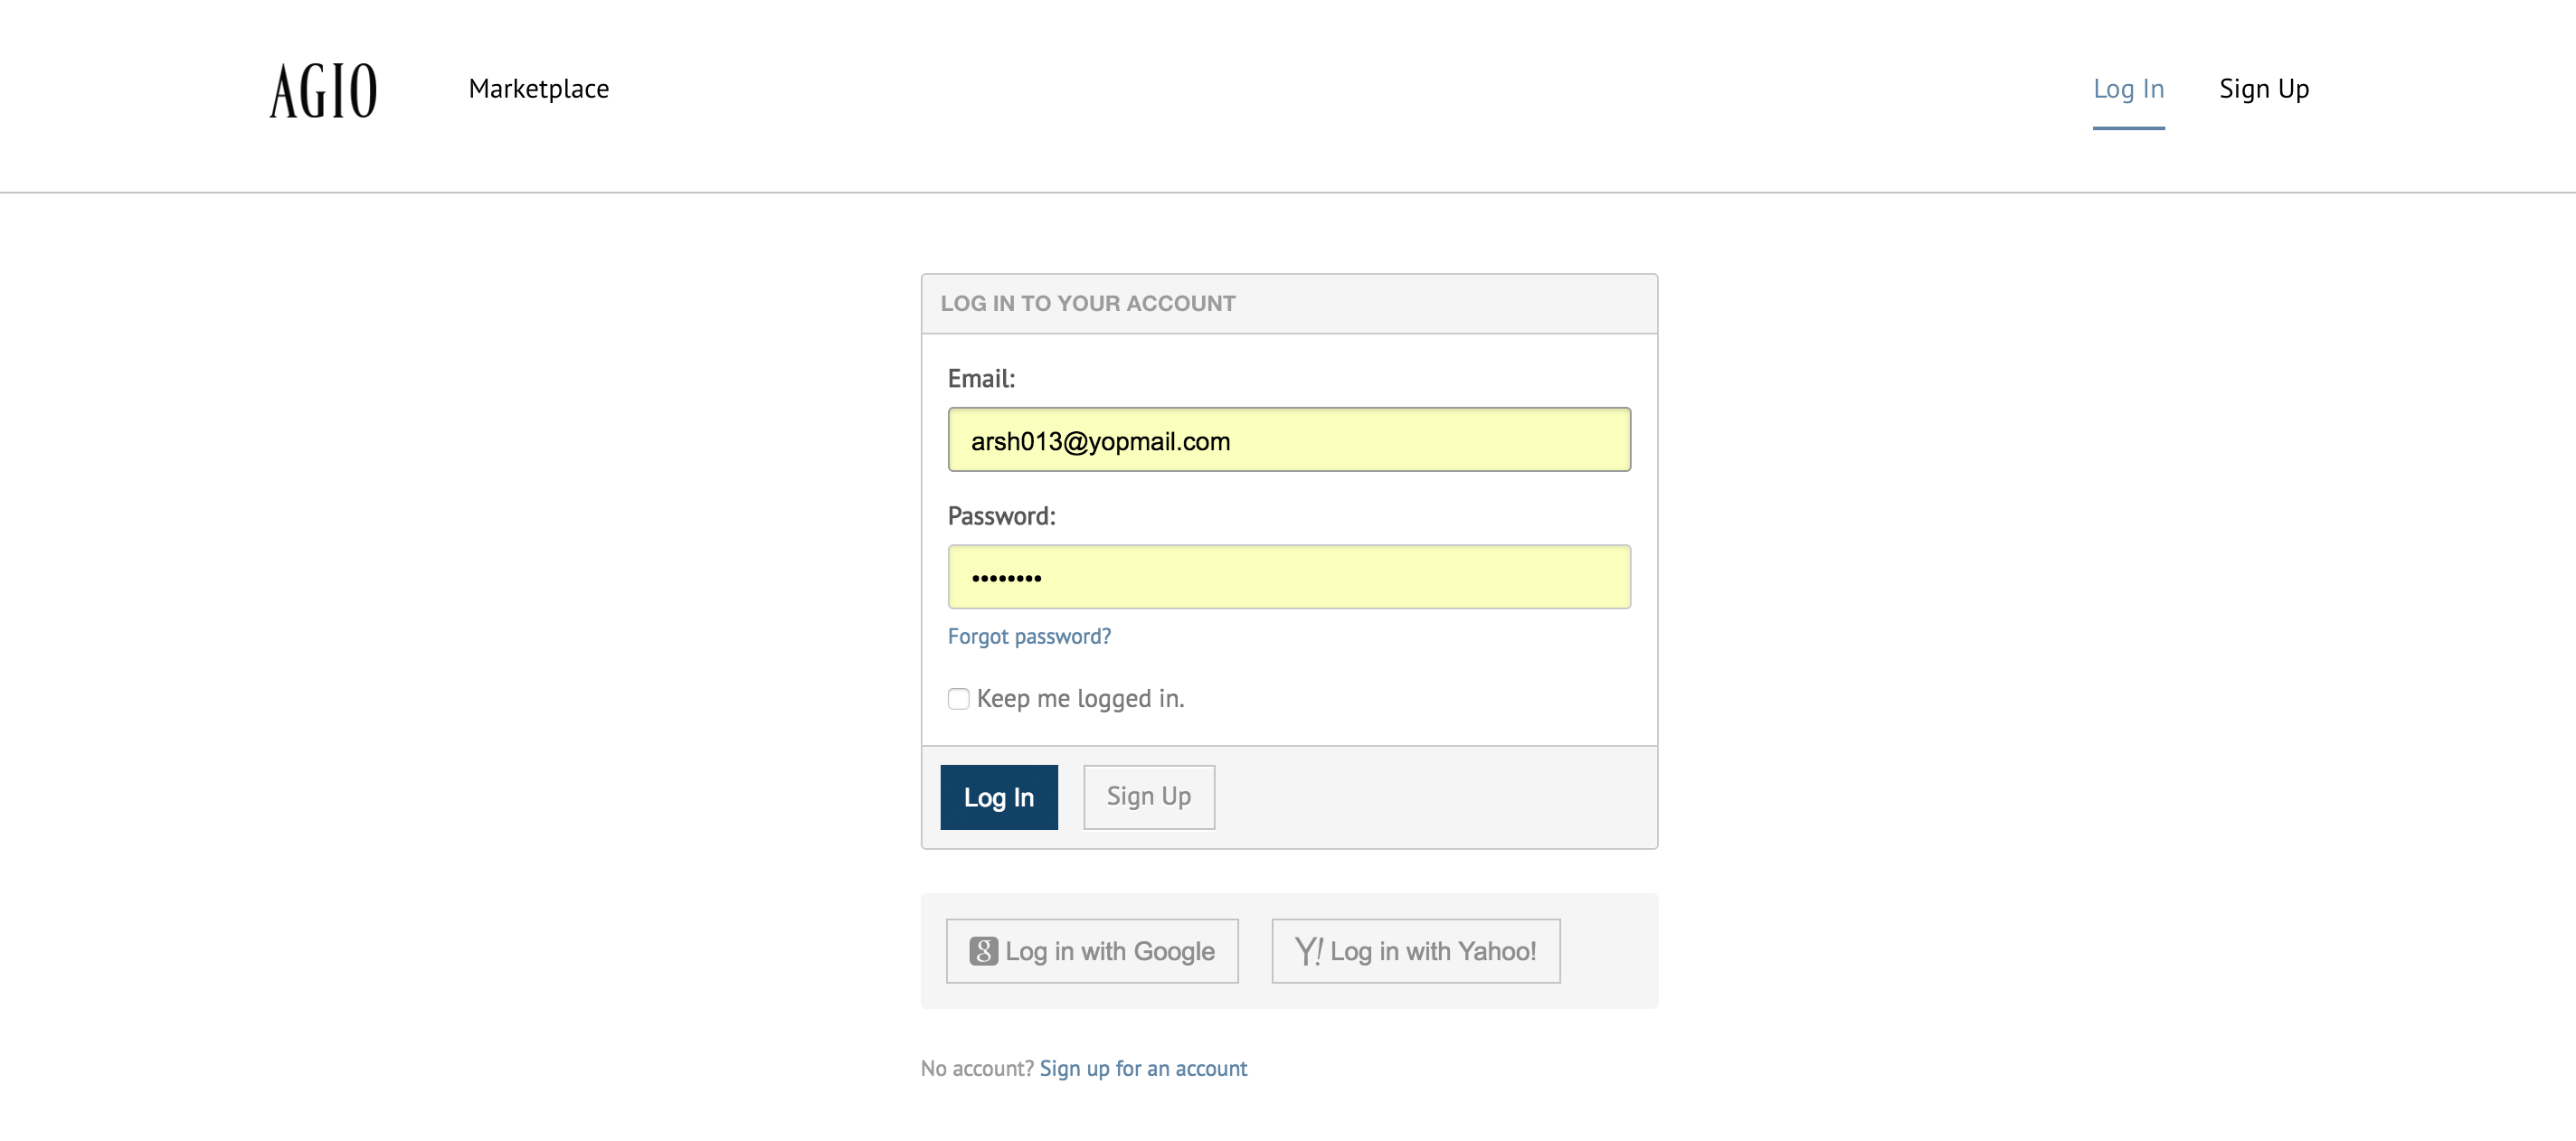 AGIO Marketplace Log In Sign Up
LOG IN TO YOUR ACCOUNT
Email:
arsh013@yopmail.com
Password:
••••••••
Forgot password?
Keep me logged in.
Log In Sign Up
g Log in with Google Y! Log in with Yahoo!
No account? Sign up for an account